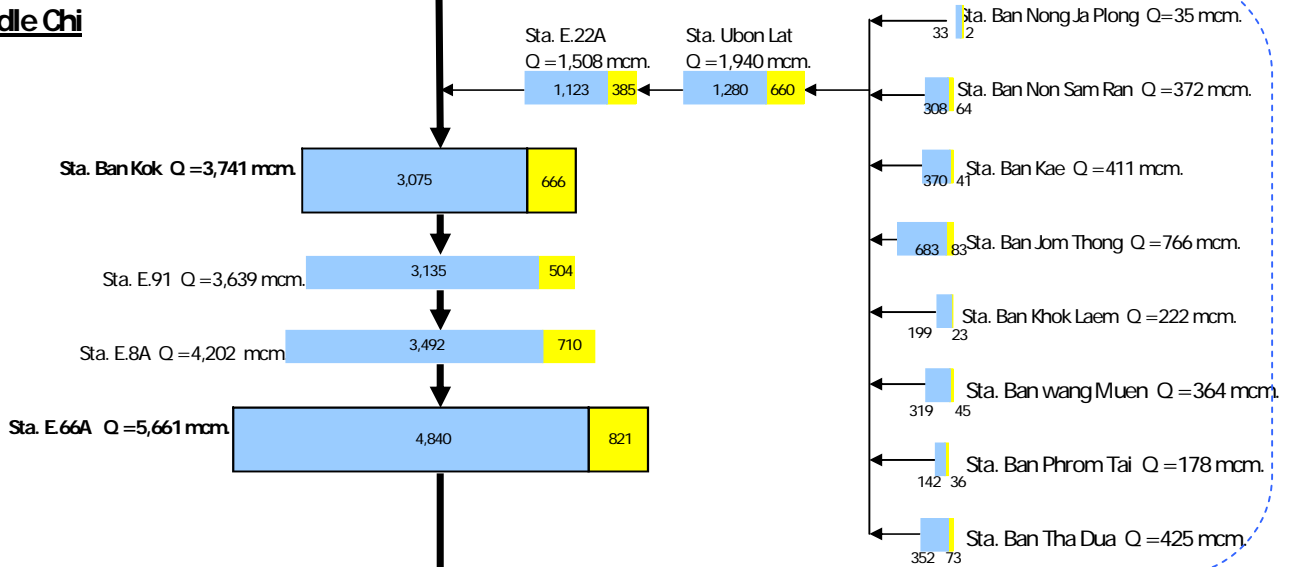 dle Chi
Sta. Ban Nong Ja Plong Q=35 mcm.
33 2
Sta. E.22A
Q =1,508 mcm.
1,123 385
Sta. Ubon Lat
Q =1,940 mcm.
1,280 660
Sta. Ban Non Sam Ran Q =372 mcm.
308 64
Sta. Ban Kok Q =3,741 mcm.
3,075 666
Sta. Ban Kae Q =411 mcm.
370 41
Sta. Ban Jom Thong Q =766 mcm.
683 83
Sta. E.91 Q =3,639 mcm.
3,135 504
Sta. Ban Khok Laem Q =222 mcm.
199 23
Sta. E.8A Q =4,202 mcm
3,492 710
Sta. Ban wang Muen Q =364 mcm.
319 45
Sta. E.66A Q =5,661 mcm.
4,840 821
Sta. Ban Phrom Tai Q =178 mcm.
142 36
Sta. Ban Tha Dua Q =425 mcm.
352 73